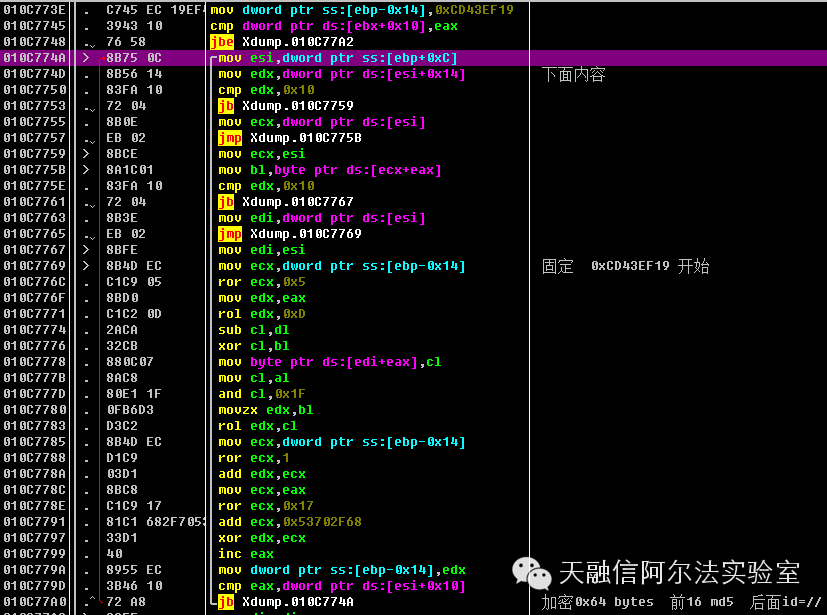 010C773E . C745 EC 19EF4 mov dword ptr ss:[ebp-0x14],0xCD43EF19
010C7745 . 3943 10 cmp dword ptr ds:[ebx+0x10],eax
010C7748 . 76 58 jbe Xdump.010C77A2
010C774A > 8B75 0C mov esi,dword ptr ss:[ebp+0xC]
010C774D . 8B56 14 mov edx,dword ptr ds:[esi+0x14] 下面内容
010C7750 . 83FA 10 cmp edx,0x10
010C7753 . 72 04 jb Xdump.010C7759
010C7755 . 8B0E mov ecx,dword ptr ds:[esi]
010C7757 . EB 02 jmp Xdump.010C775B
010C7759 > 8BCE mov ecx,esi
010C775B > 8A1C01 mov bl,byte ptr ds:[ecx+eax]
010C775E . 83FA 10 cmp edx,0x10
010C7761 . 72 04 jb Xdump.010C7767
010C7763 . 8B3E mov edi,dword ptr ds:[esi]
010C7765 . EB 02 jmp Xdump.010C7769
010C7767 > 8BFE mov edi,esi
010C7769 > 8B4D EC mov ecx,dword ptr ss:[ebp-0x14] 固定 0xCD43EF19 开始
010C776C . C1C9 05 ror ecx,0x5
010C776F . 8BD0 mov edx,eax
010C7771 . C1C2 0D rol edx,0xD
010C7774 . 2ACA sub cl,dl
010C7776 . 32CB xor cl,bl
010C7778 . 880C07 mov byte ptr ds:[edi+eax],cl
010C777B . 8AC8 mov cl,al
010C777D . 80E1 1F and cl,0x1F
010C7780 . 0FB6D3 movzx edx,bl
010C7783 . D3C2 rol edx,cl
010C7785 . 8B4D EC mov ecx,dword ptr ss:[ebp-0x14]
010C7788 . D1C9 ror ecx,1
010C778A . 03D1 add edx,ecx
010C778C . 8BC8 mov ecx,eax
010C778E . C1C9 17 ror ecx,0x17
010C7791 . 81C1 682F7053 add ecx,0x53702F68
010C7797 . 33D1 xor edx,ecx
010C7799 . 40 inc eax
010C779A . 8955 EC mov dword ptr ss:[ebp-0x14],edx
天融信阿尔法实验室
010C779D . 3B46 10 cmp eax,dword ptr ds:[esi+0x10]
010C77A0 . 72 A8 jb Xdump.010C774A 加密0x64 bytes 前16 md5 后面id=//